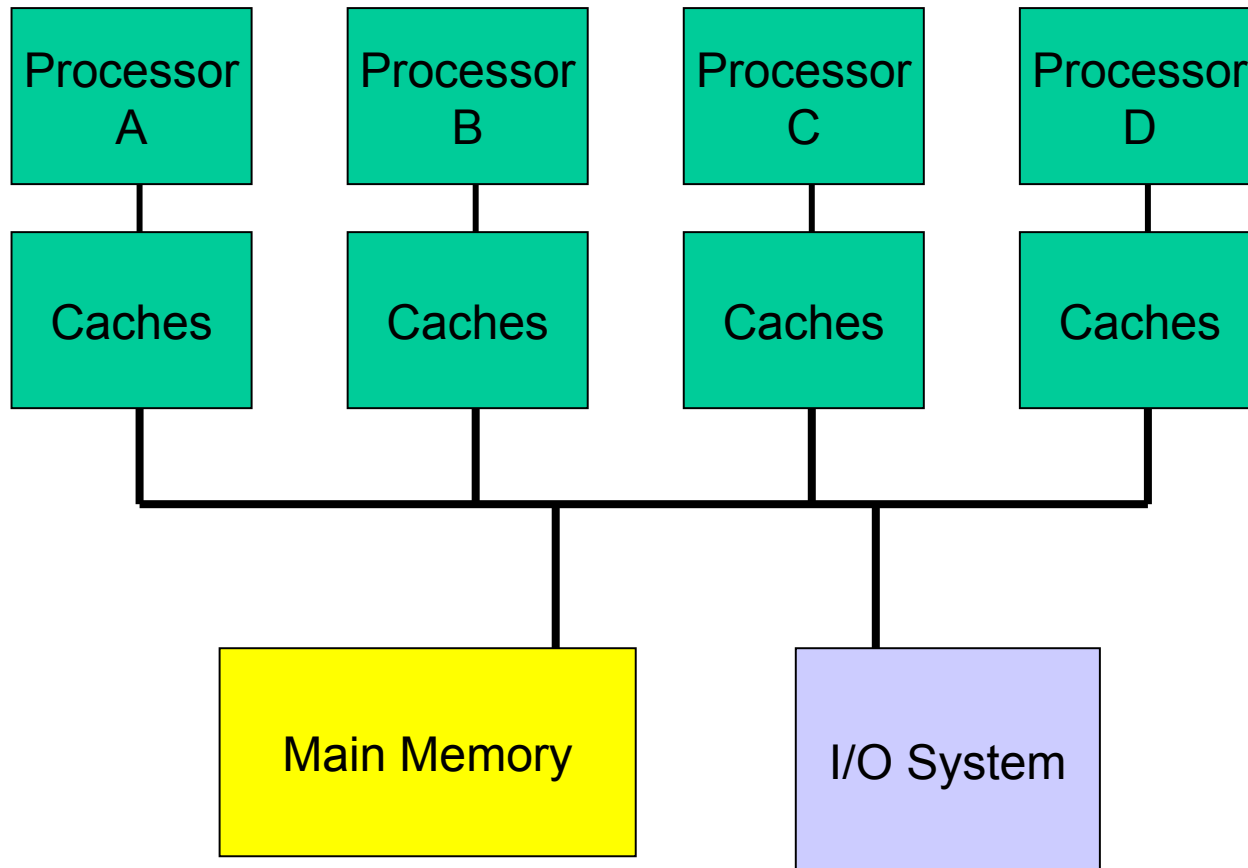 Processor
A
Processor
B
Processor
C
Processor
D
Caches
Caches
Caches
Caches
Main Memory
I/O System